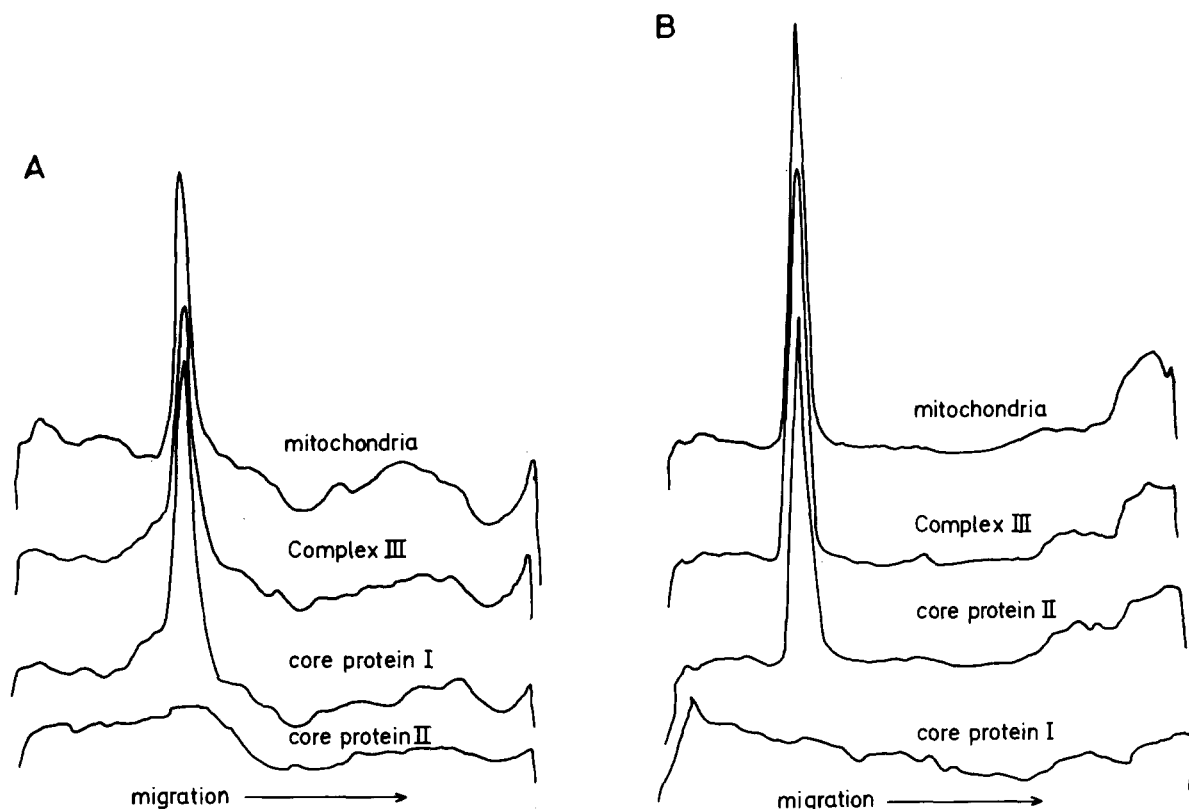 A
mitochondria
Complex III
core protein I
core protein II
migration
B
mitochondria
Complex III
core protein II
core protein I
migration